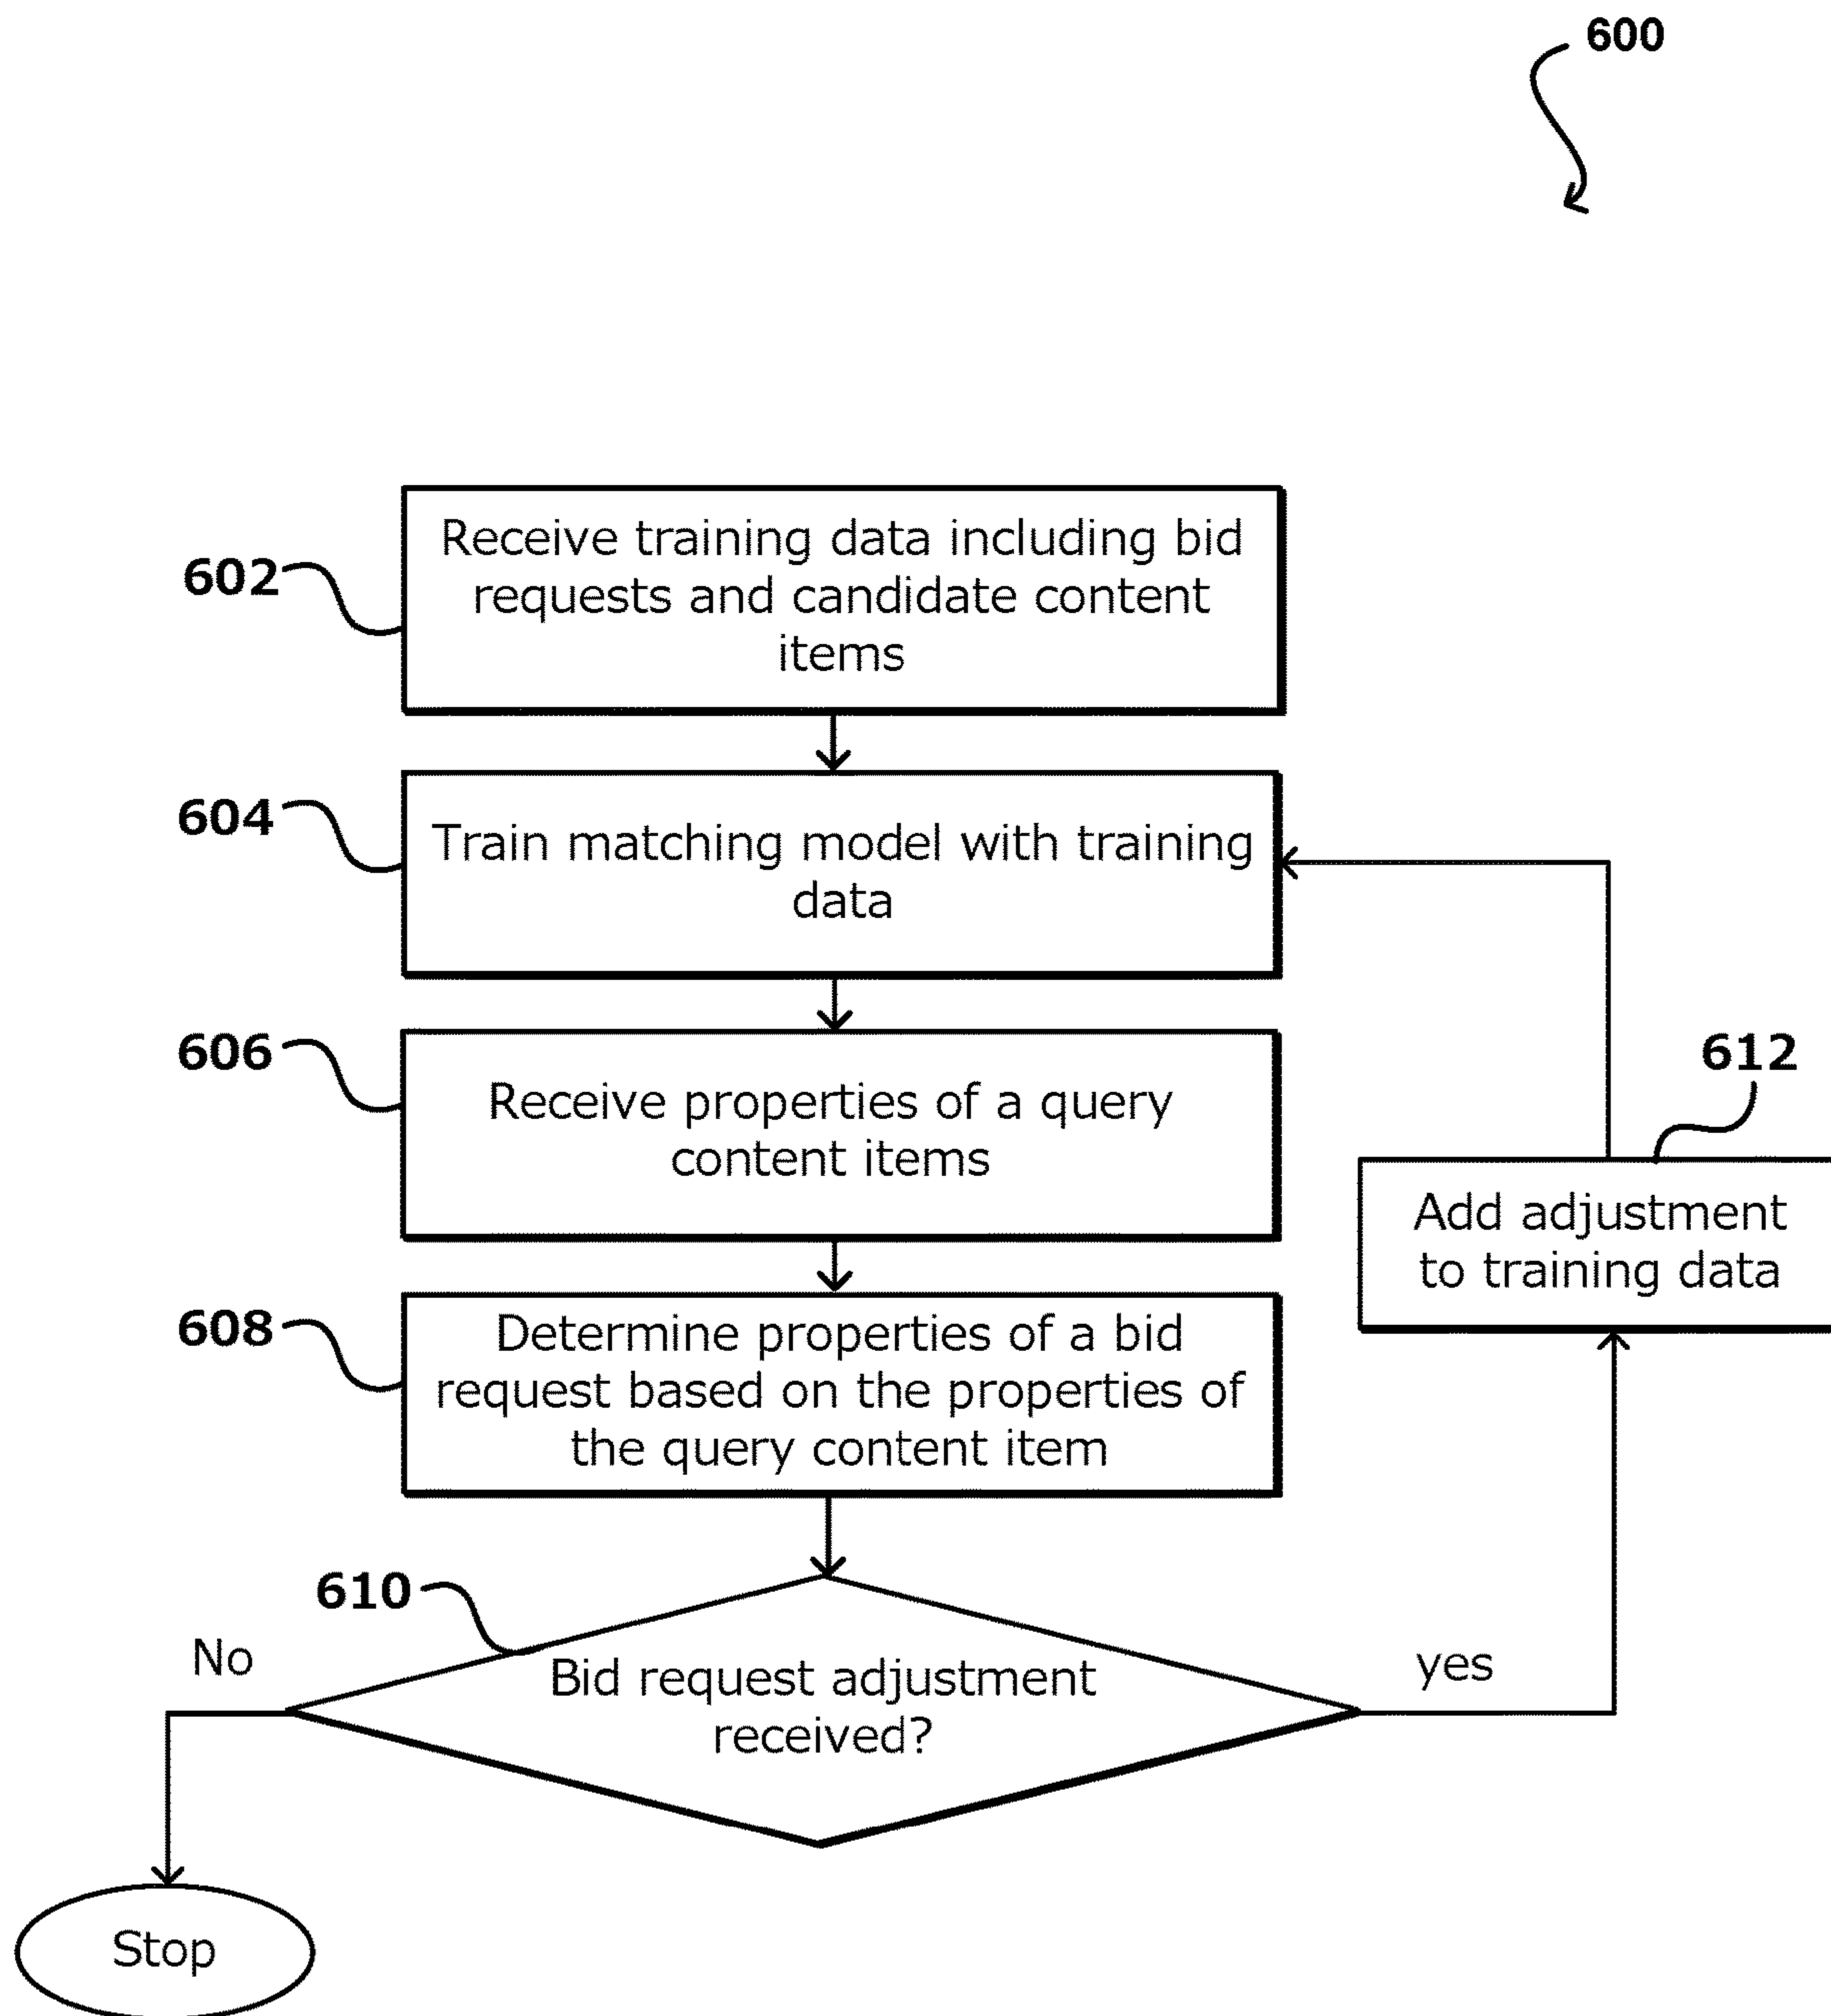 600
602
Receive training data including bid
requests and candidate content
items
604
Train matching model with training
data
606
Receive properties of a query
content items
612
Add adjustment
to training data
608
Determine properties of a bid
request based on the properties of
the query content item
610
No
Bid request adjustment
received?
yes
Stop